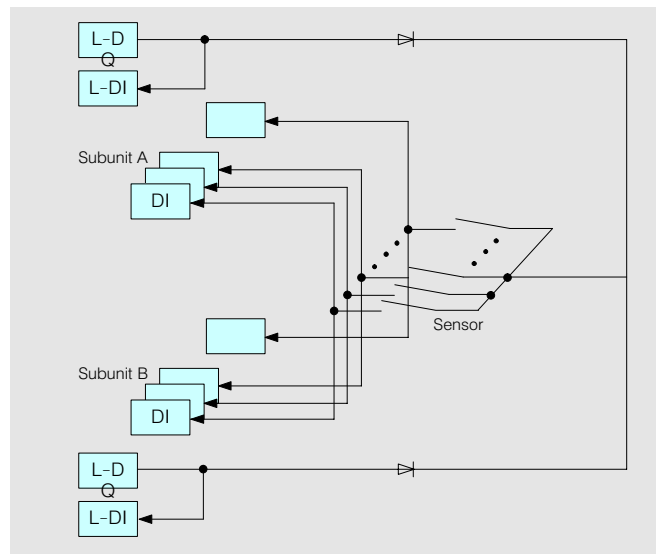 L-D
Q
L-DI
Subunit A
DI
Sensor
Subunit B
DI
L-D
Q
L-DI